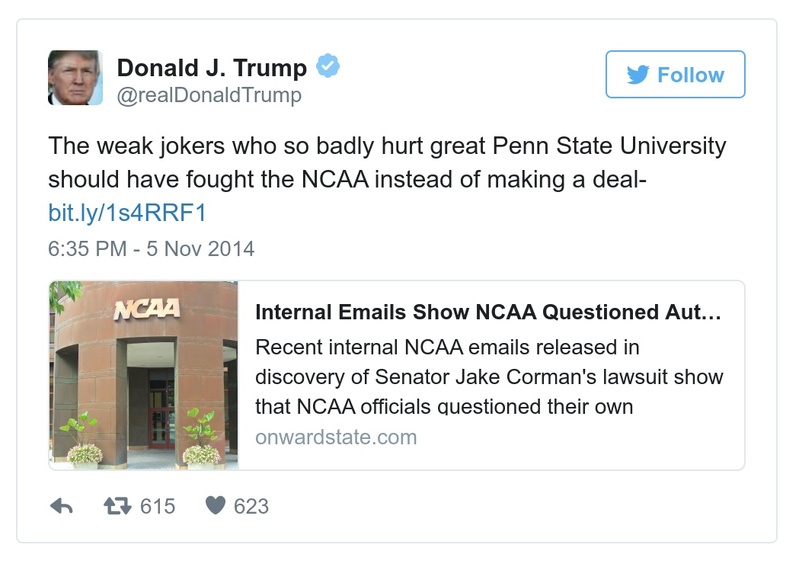 Donald J. Trump
@realDonaldTrump
Follow
The weak jokers who so badly hurt great Penn State University
should have fought the NCAA instead of making a deal-
bit.ly/1s4RRF1
6:35 PM - 5 Nov 2014
NCAA
Internal Emails Show NCAA Questioned Aut...
Recent internal NCAA emails released in
discovery of Senator Jake Corman's lawsuit show
that NCAA officials questioned their own
onwardstate.com
615 623